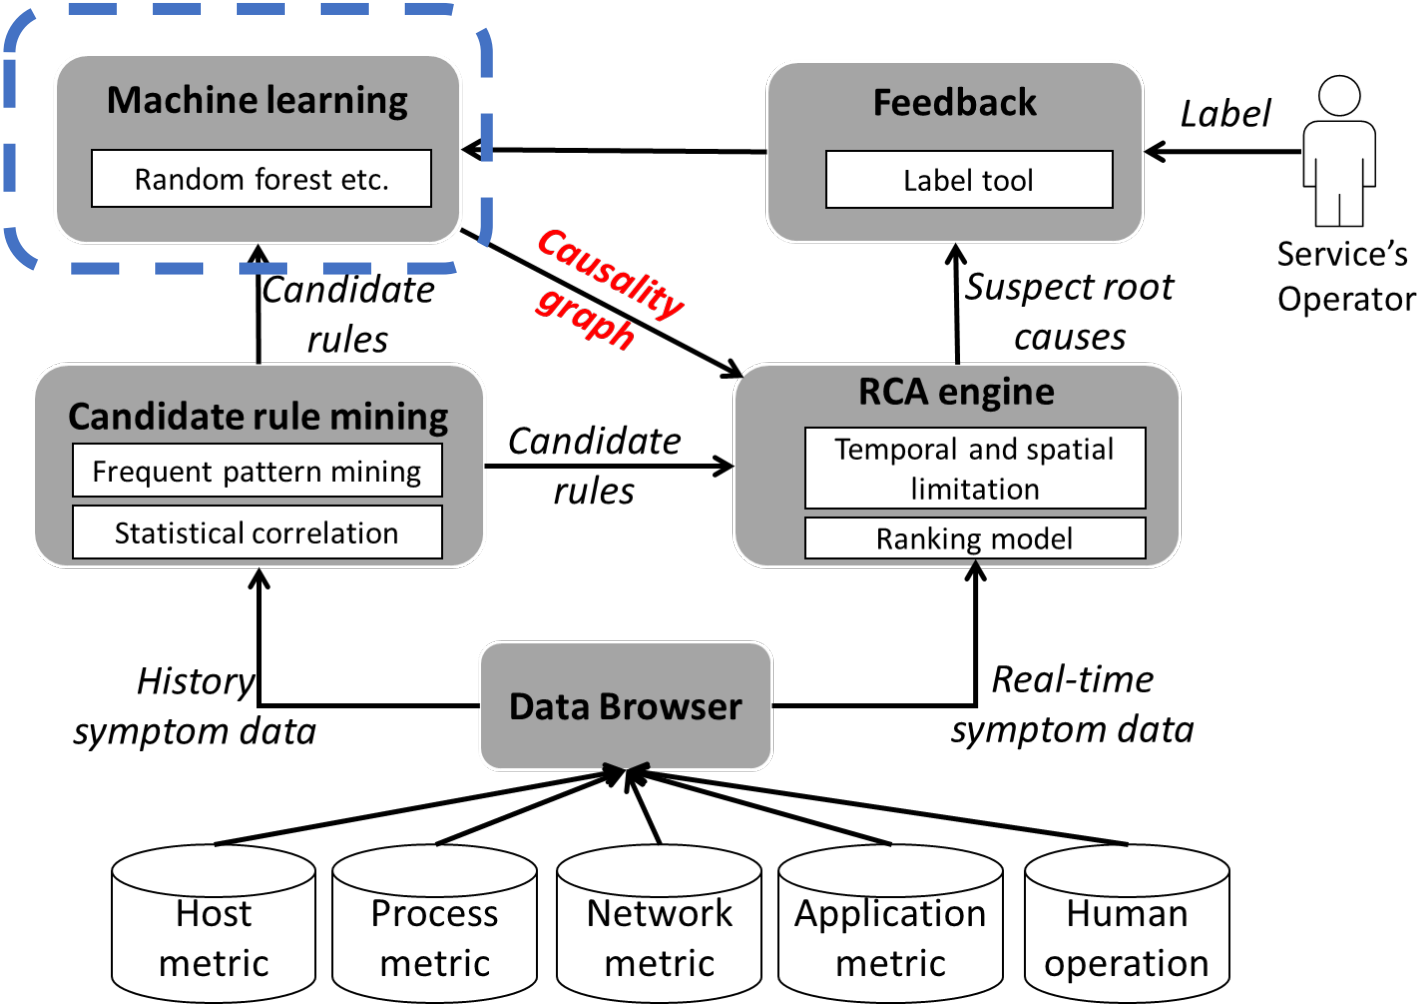 Machine learning
Random forest etc.
Feedback
Label tool
Label
Service's
Operator
Candidate
rules
Causality
graph
Suspect root
causes
Candidate rule mining
Frequent pattern mining
Statistical correlation
Candidate
rules
RCA engine
Temporal and spatial
limitation
Ranking model
History
symptom data
Data Browser
Real-time
symptom data
Host
metric
Process
metric
Network
metric
Application
metric
Human
operation